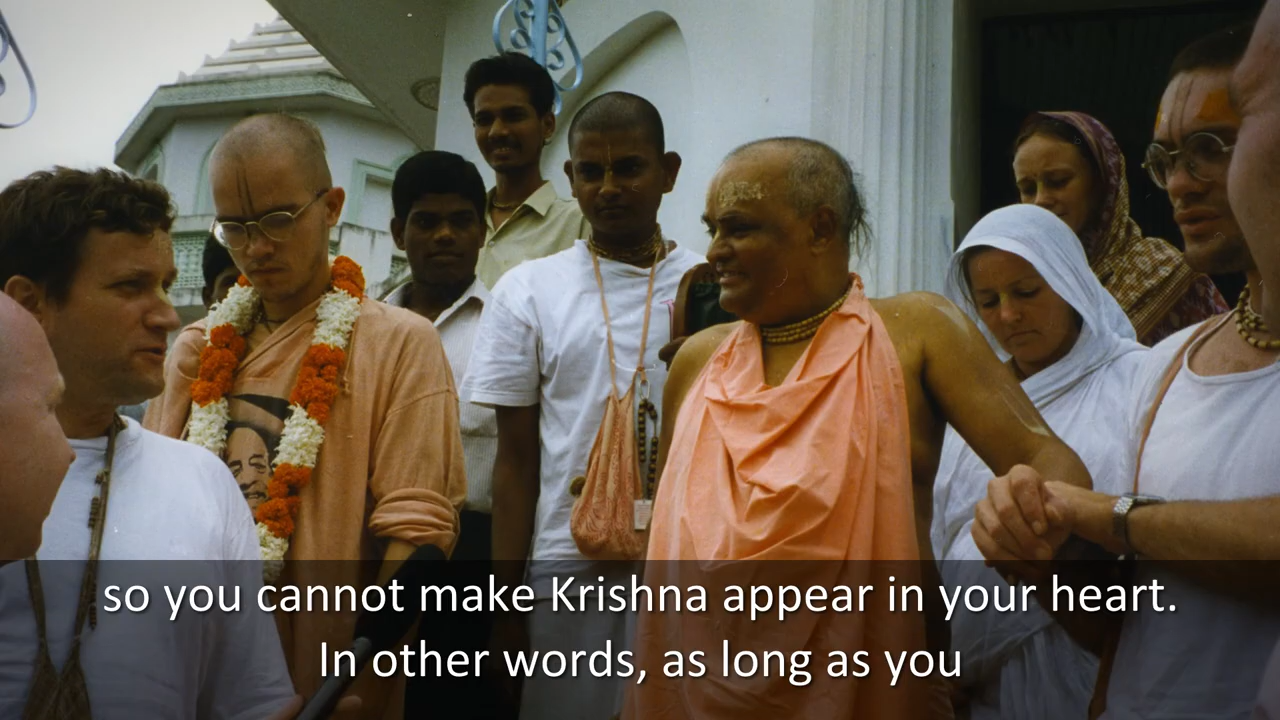 so you cannot make Krishna appear in your heart.
In other words, as long as you